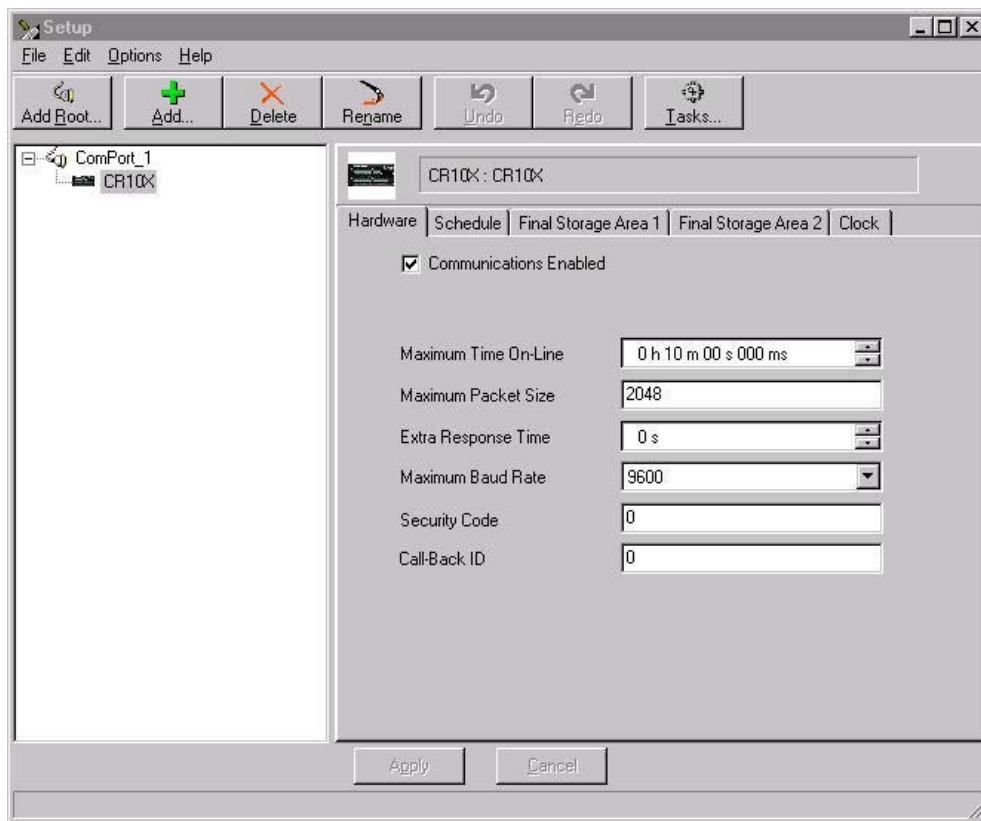 Setup
File Edit Options Help
Add Root... Add... Delete Rename Undo Redo Tasks...
ComPort_1
CR10X
CR10X : CR10X
Hardware Schedule Final Storage Area 1 Final Storage Area 2 Clock
Communications Enabled
Maximum Time On-Line 0 h 10 m 00 s 000 ms
Maximum Packet Size 2048
Extra Response Time 0 s
Maximum Baud Rate 9600
Security Code 0
Call-Back ID 0
Apply Cancel